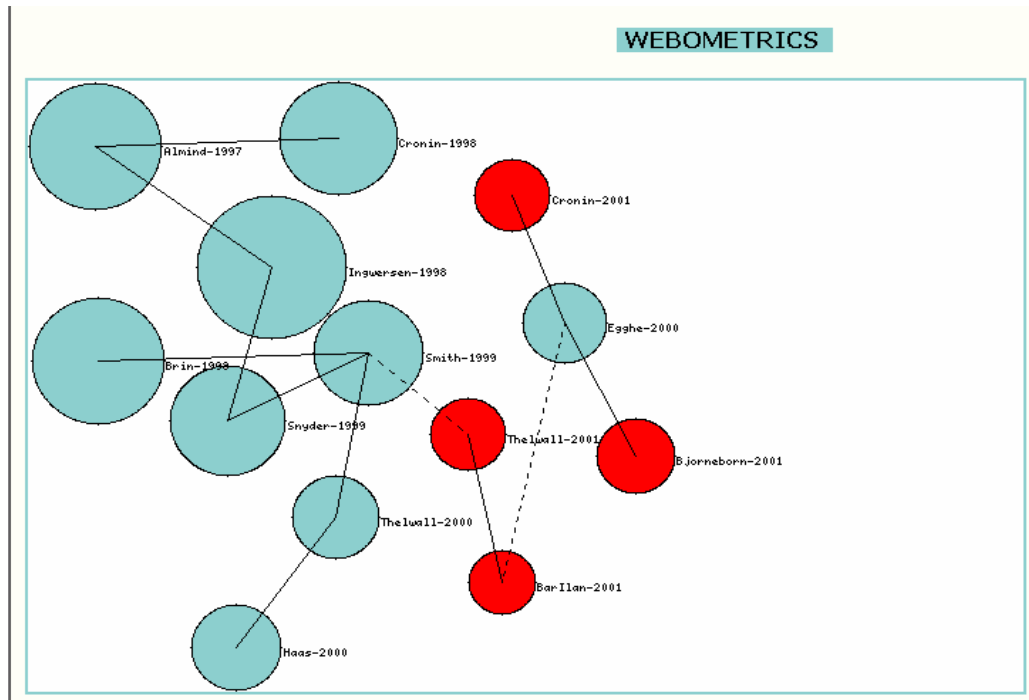 WEBOMETRICS
Almind-1997
Cronin-1998
Cronin-2001
Ingwersen-1998
Egghe-2000
Smith-1999
Brin-1998
Snyder-1999
Thelwall-2001
Bjorneborn-2001
Thelwall-2000
BarIlan-2001
Haas-2000